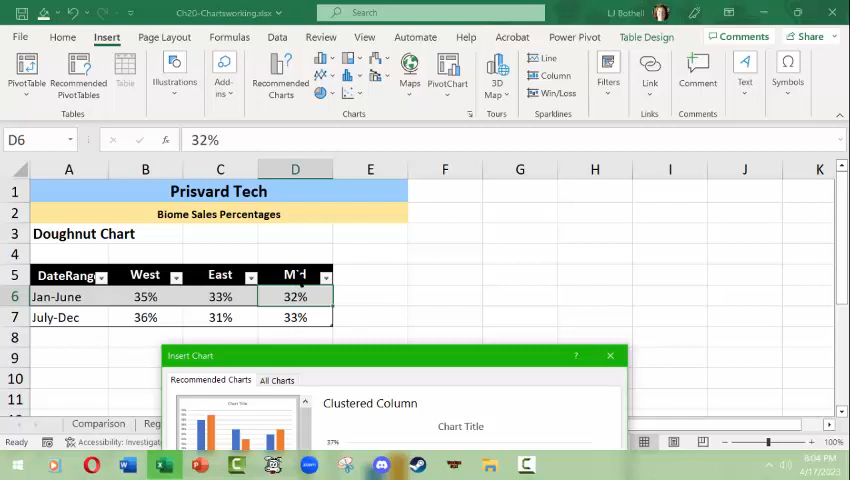 Ch20-Chartsworking.xlsx
Search
LJ Bothell
File Home Insert Page Layout Formulas Data Review View Automate Help Acrobat Power Pivot Table Design Comments Share
PivotTable Recommended PivotTables Table Illustrations Add-ins Recommended Charts Maps PivotChart 3D Map Line Column Win/Loss Filters Link Comment Text Symbols
Tables Charts Tours Sparklines Links Comments
D6 fx 32%
A B C D E F G H I J K
1 Prisvard Tech
2 Biome Sales Percentages
3 Doughnut Chart
4
5 DateRange West East Mid
6 Jan-June 35% 33% 32%
7 July-Dec 36% 31% 33%
8
9
10
11
Insert Chart ?
Recommended Charts All Charts
Chart Title
Clustered Column
Chart Title
37%
Comparison Reg
Ready Accessibility: Investigate 100%
8:04 PM
4/17/2023